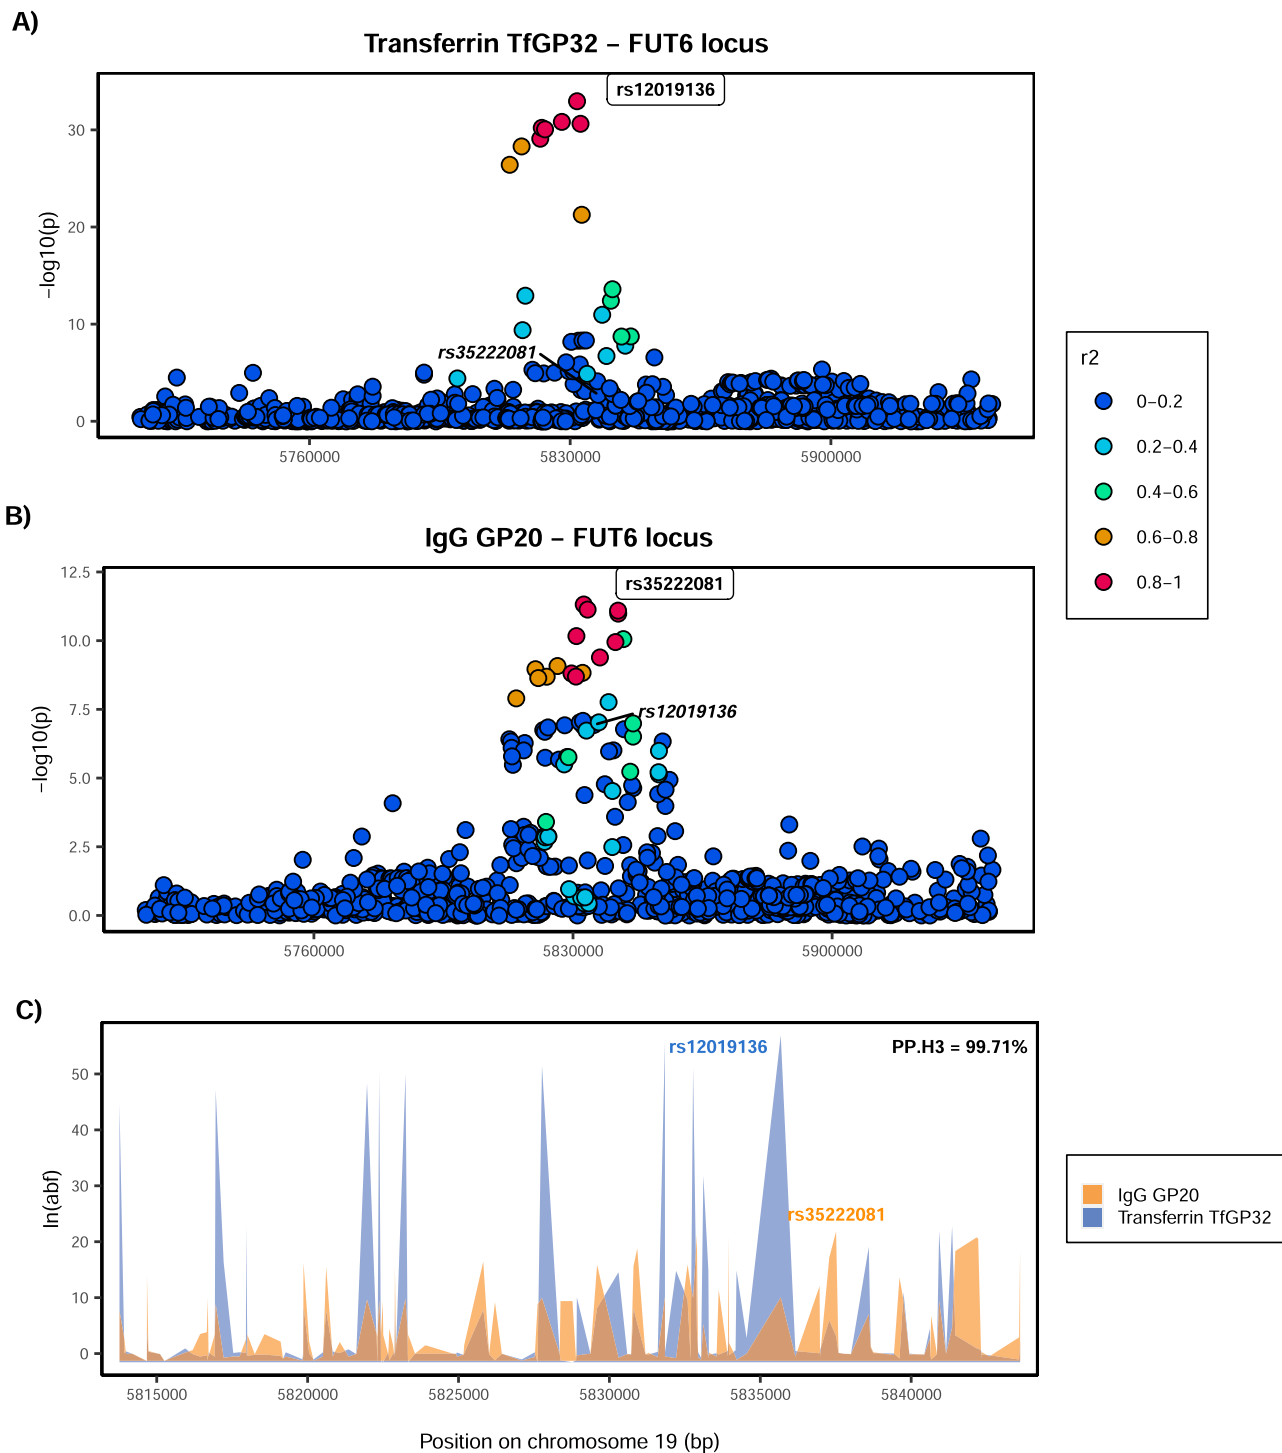 A)
Transferrin TfGP32 – FUT6 locus
rs12019136
30
20
10
0
−log10(p)
rs35222081
5760000 5830000 5900000
r2
0−0.2
0.2−0.4
0.4−0.6
0.6−0.8
0.8−1
B)
IgG GP20 – FUT6 locus
rs35222081
12.5
10.0
7.5
5.0
2.5
0.0
−log10(p)
rs12019136
5760000 5830000 5900000
C)
rs12019136 PP.H3 = 99.71%
50
40
30
20
10
0
ln(abf)
rs35222081
5815000 5820000 5825000 5830000 5835000 5840000
Position on chromosome 19 (bp)
IgG GP20
Transferrin TfGP32